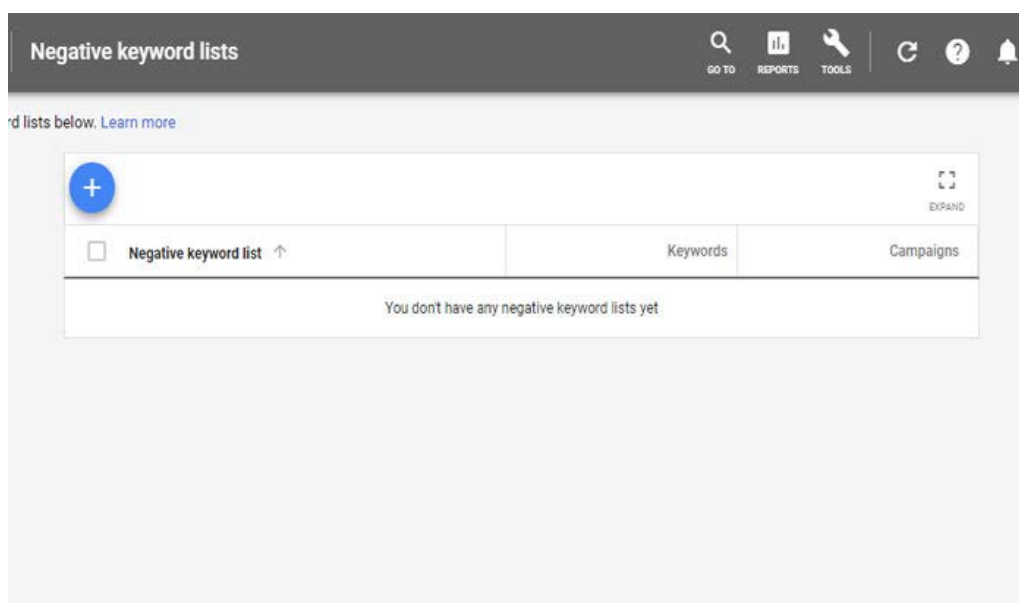 Negative keyword lists
GO TO
REPORTS
TOOLS
rd lists below. Learn more
EXPAND
Negative keyword list
Keywords
Campaigns
You don't have any negative keyword lists yet